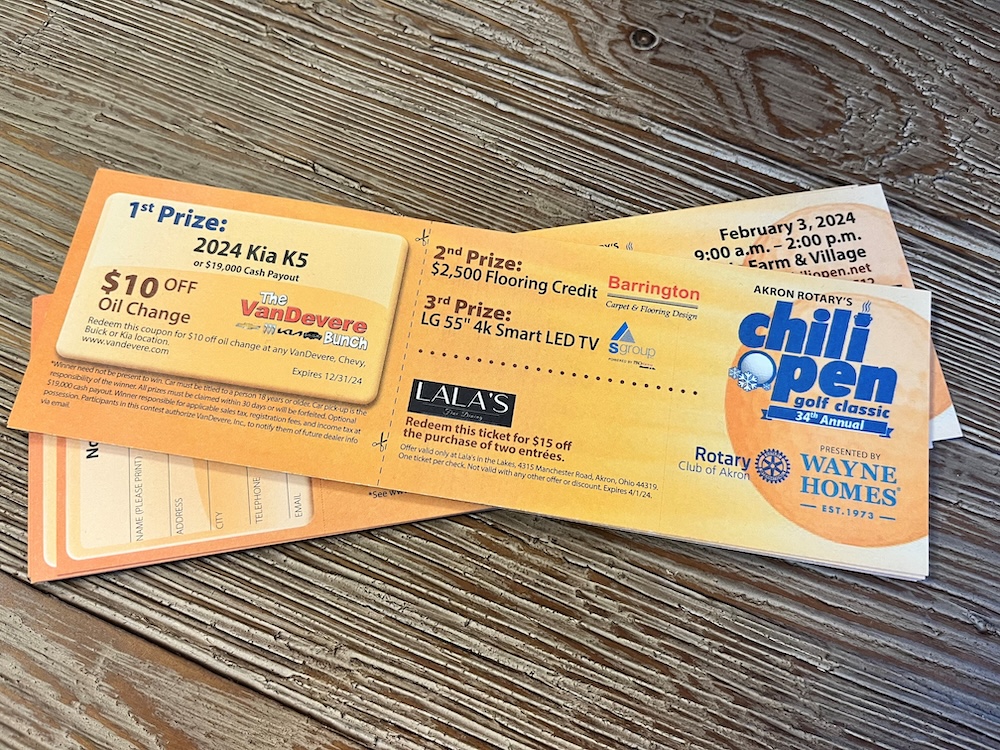 1st Prize:
2024 Kia K5
or $19,000 Cash Payout
$10 OFF
Oil Change
The
VanDevere
KIA
BUNCH
Redeem this coupon for $10 off oil change at any VanDevere, Chevy,
Buick or Kia location.
www.vandevere.com
Expires 12/31/24
*Winner need not be present to win. Car must be titled to a person 18 years or older. Car pick-up is the
responsibility of the winner. All prizes must be claimed within 30 days or will be forfeited. Optional
$19,000 cash payout. Winner responsible for applicable sales tax, registration fees, and income tax at
possession. Participants in this contest authorize VanDevere, Inc. to notify them of future dealer info
via email.
2nd Prize:
$2,500 Flooring Credit
Barrington
Carpet & Flooring Design
3rd Prize:
LG 55" 4k Smart LED TV
Sgroup
POWERED BY
LALA'S
Fine Dining
Redeem this ticket for $15 off
the purchase of two entrées.
Offer valid only at Lala's in the Lakes, 4315 Manchester Road, Akron, Ohio 44319.
One ticket per check. Not valid with any other offer or discount. Expires 4/1/24.
AKRON ROTARY'S
chili
open
golf classic
34th Annual
PRESENTED BY
WAYNE
HOMES
EST. 1973
Rotary
Club of Akron
February 3, 2024
9:00 a.m. – 2:00 p.m.
Farm & Village
iliopen.net
NAME (PLEASE PRINT)
ADDRESS
CITY
TELEPHONE
EMAIL
*See